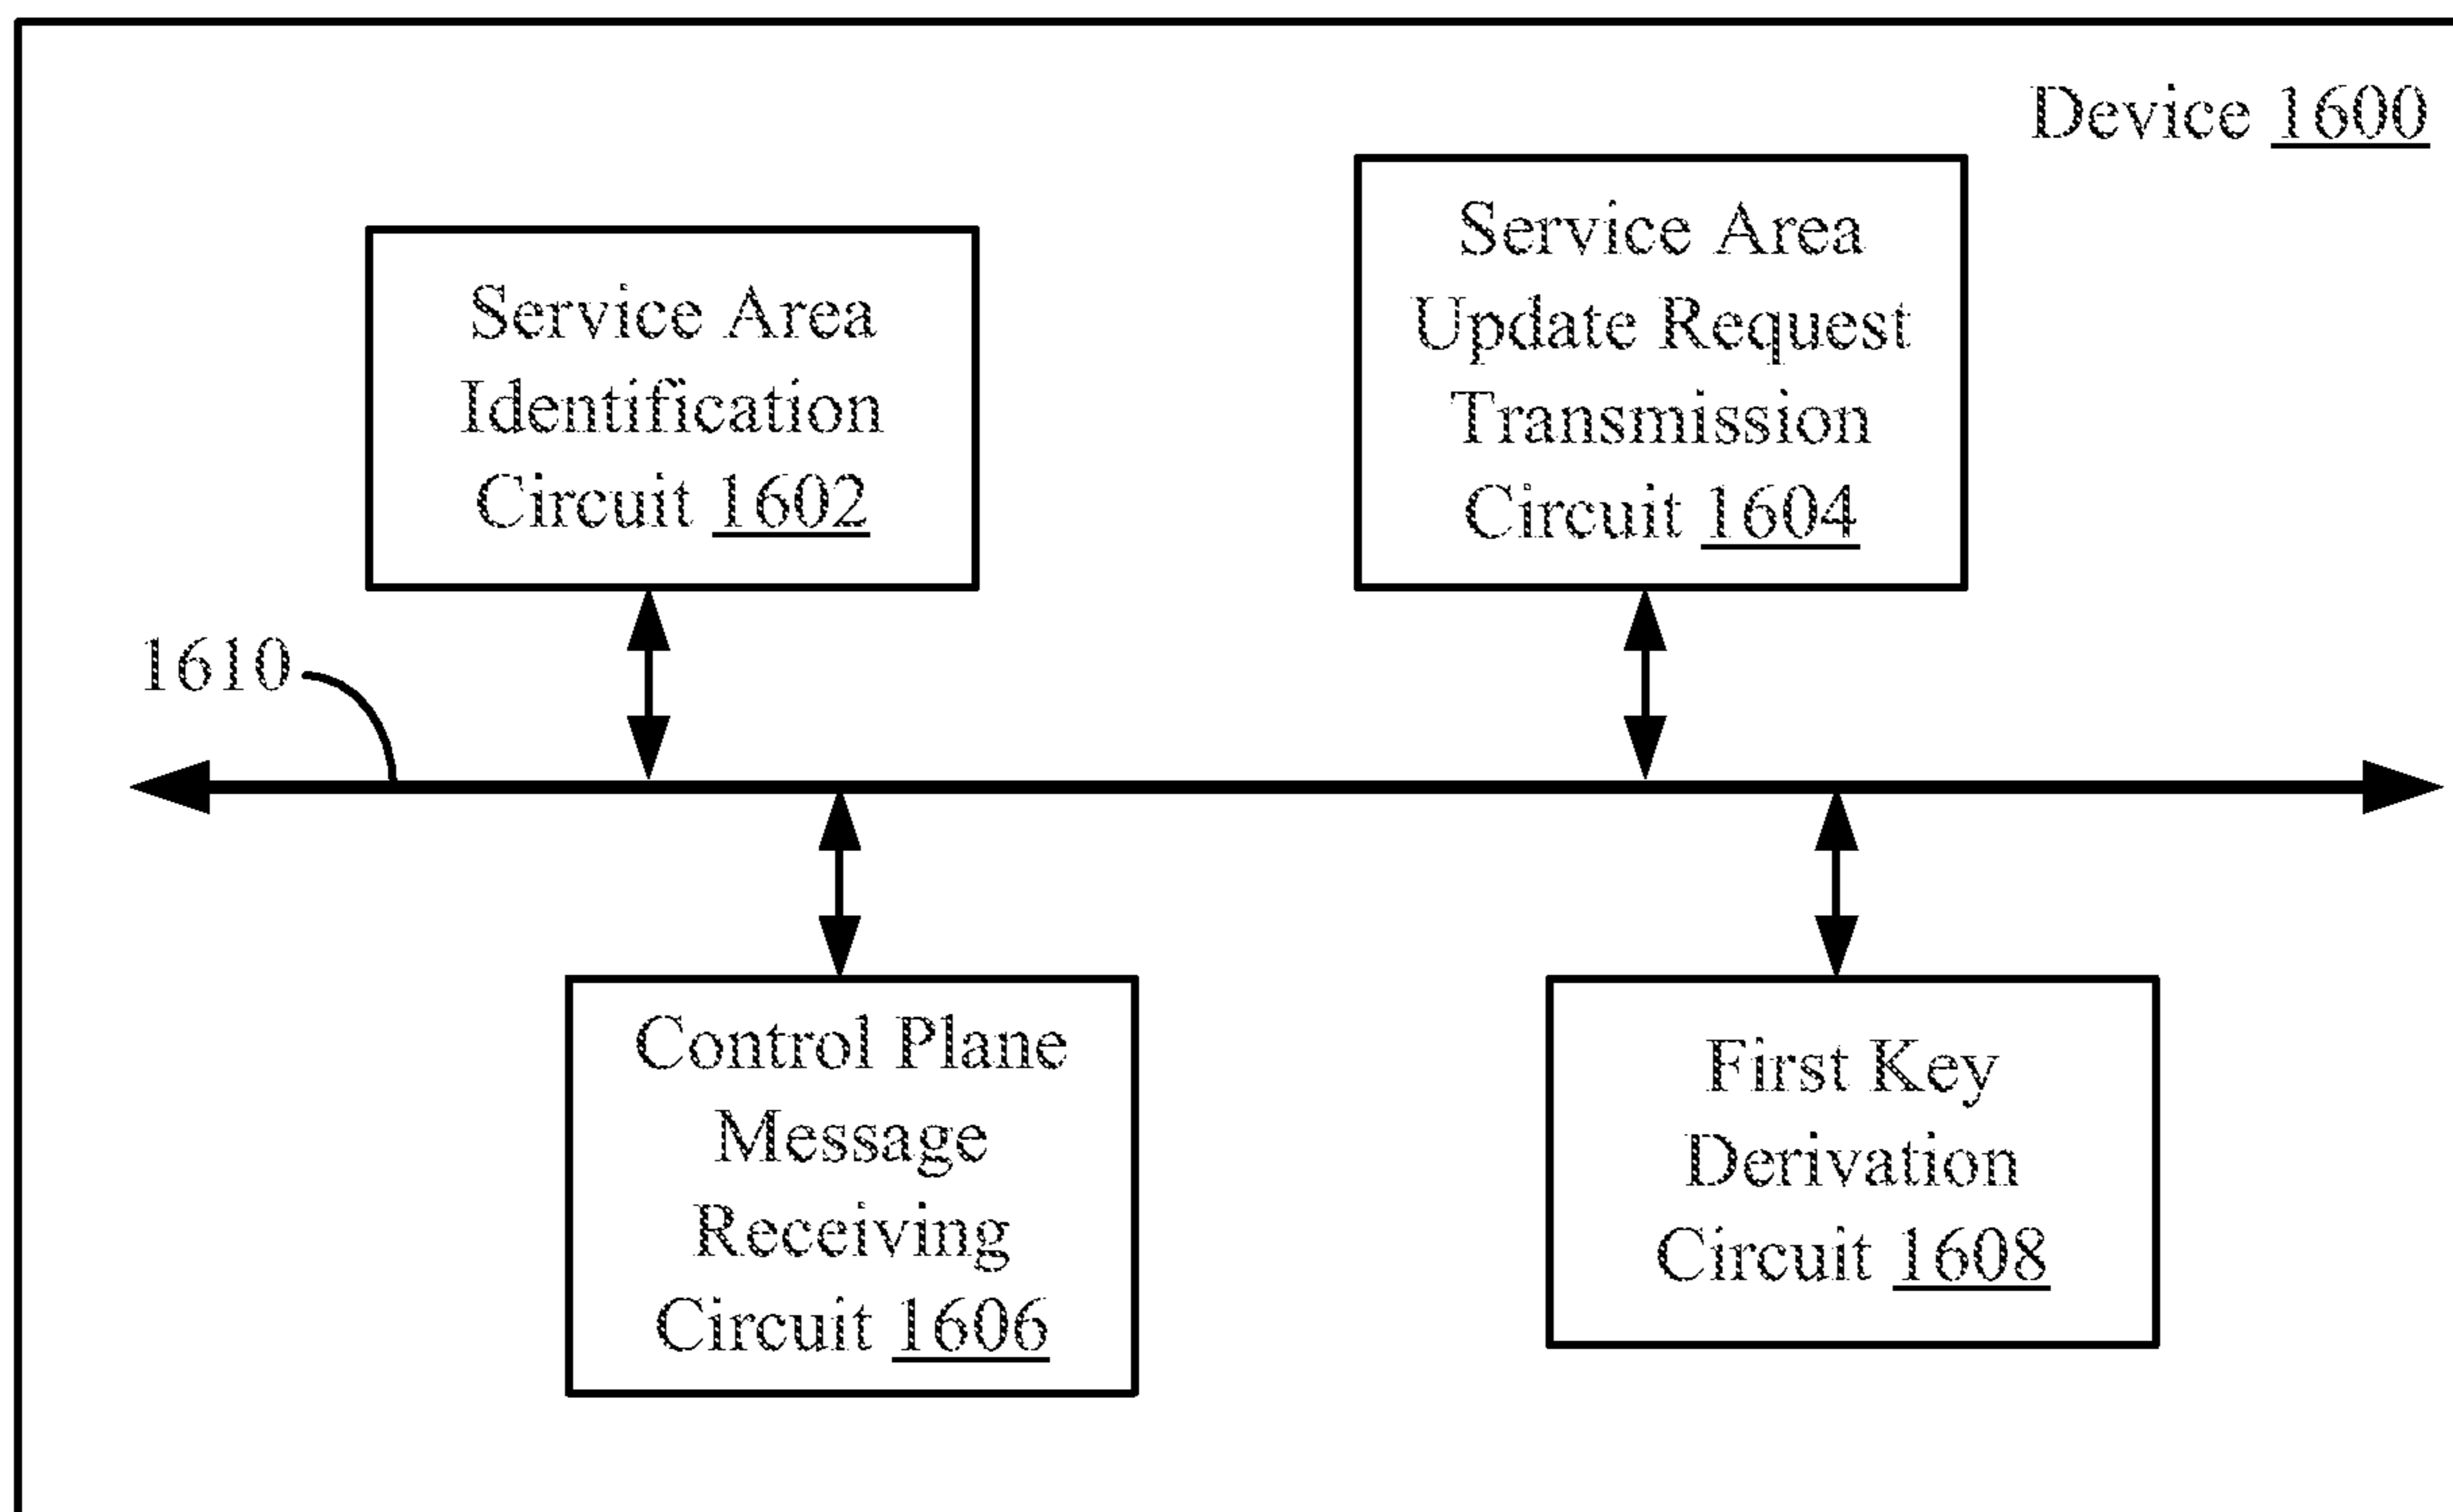 Device 1600
Service Area
Identification
Circuit 1602
Service Area
Update Request
Transmission
Circuit 1604
1610
Control Plane
Message
Receiving
Circuit 1606
First Key
Derivation
Circuit 1608